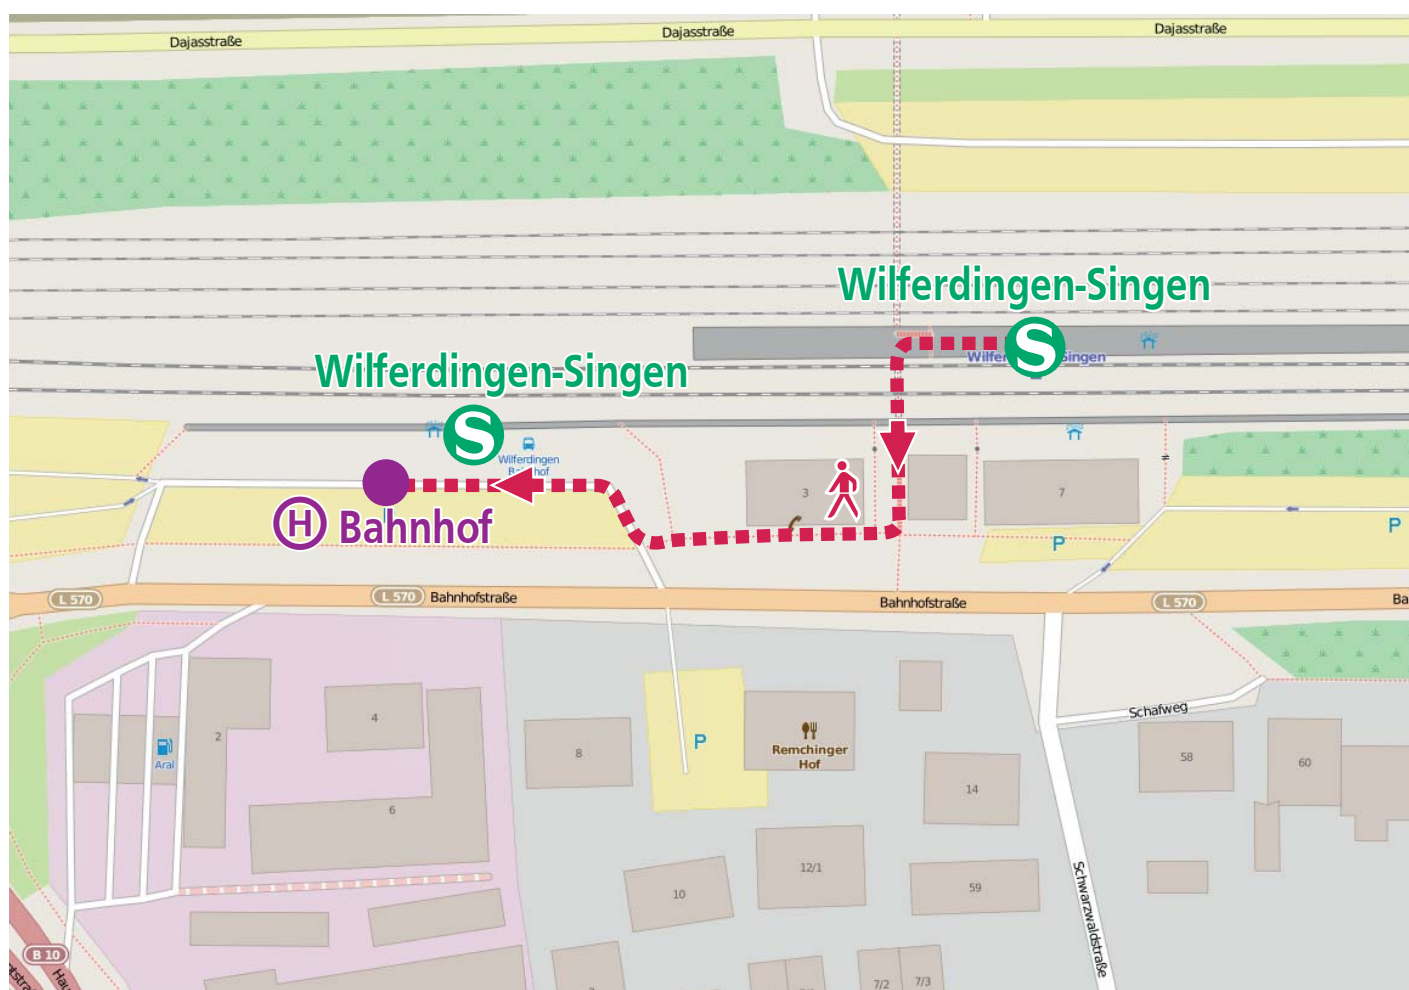 Dajasstraße
Dajasstraße
Dajasstraße
Wilferdingen-Singen
S
Wilferdingen-Singen
S
Wilferdingen
H Bahnhof
3
7
P
P
L 570
L 570
Bahnhofstraße
Bahnhofstraße
L 570
Ba
Schafweg
4
2
Aral
6
8
P
Remchinger
Hof
14
58
60
10
12/1
59
Schwarzwaldstraße
B 10
7/2
7/3